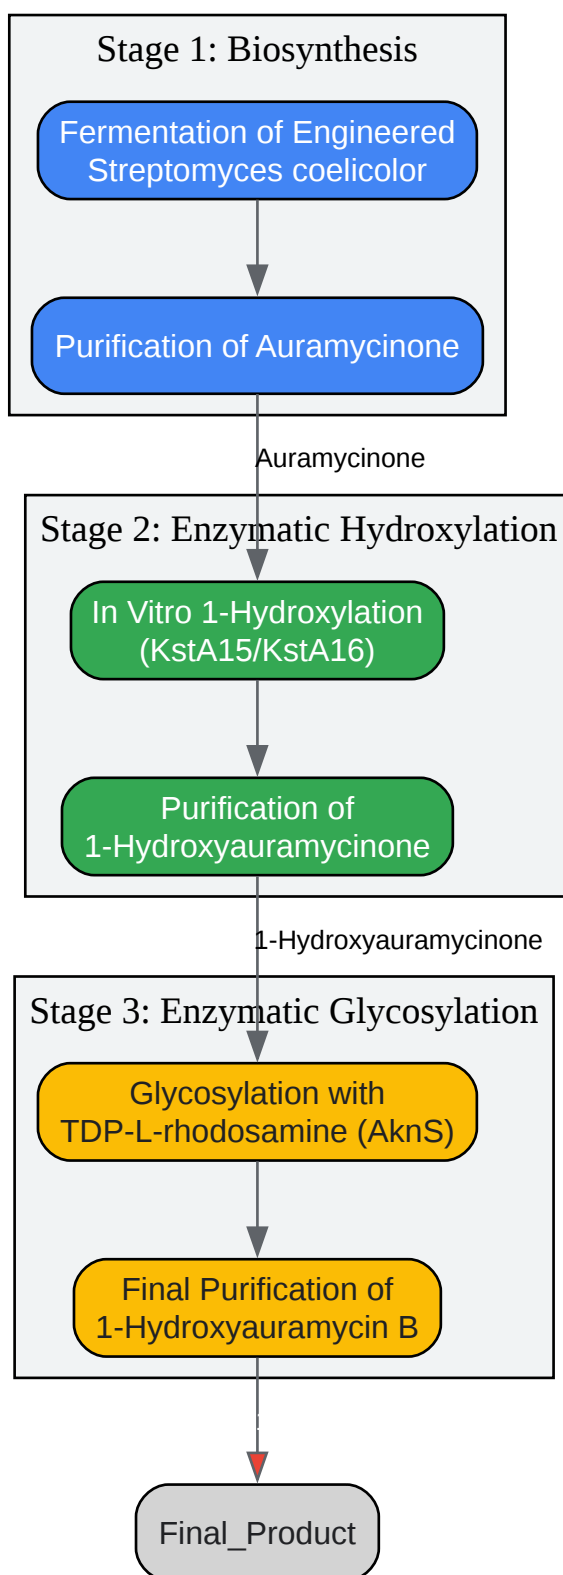 Stage 1: Biosynthesis
Fermentation of Engineered
Streptomyces coelicolor
Purification of Auramycinone
Auramycinone
Stage 2: Enzymatic Hydroxylation
In Vitro 1-Hydroxylation
(KstA15/KstA16)
Purification of
1-Hydroxyauramycinone
1-Hydroxyauramycinone
Stage 3: Enzymatic Glycosylation
Glycosylation with
TDP-L-rhodosamine (AknS)
Final Purification of
1-Hydroxyauramycin B
Final_Product